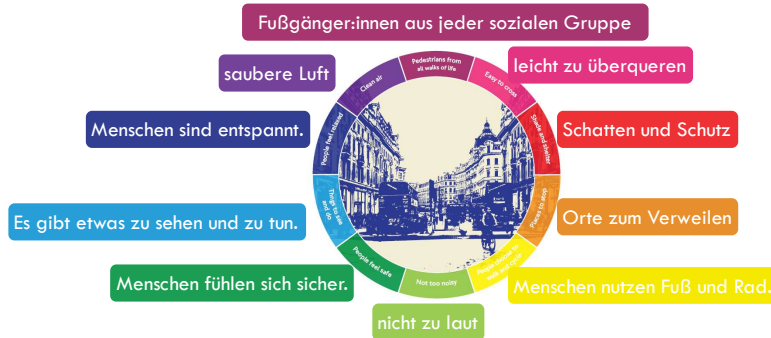 Fußgänger:innen aus jeder sozialen Gruppe
saubere Luft
leicht zu überqueren
Menschen sind entspannt.
Schatten und Schutz
Es gibt etwas zu sehen und zu tun.
Orte zum Verweilen
Menschen fühlen sich sicher.
Menschen nutzen Fuß und Rad.
nicht zu laut
Pedestrians from
all walks of life
Easy to cross
Shade and shelter
Places to stop
People choose to
walk and cycle
Not too noisy
People feel safe
Things to see
and do
People feel relaxed
Clean air